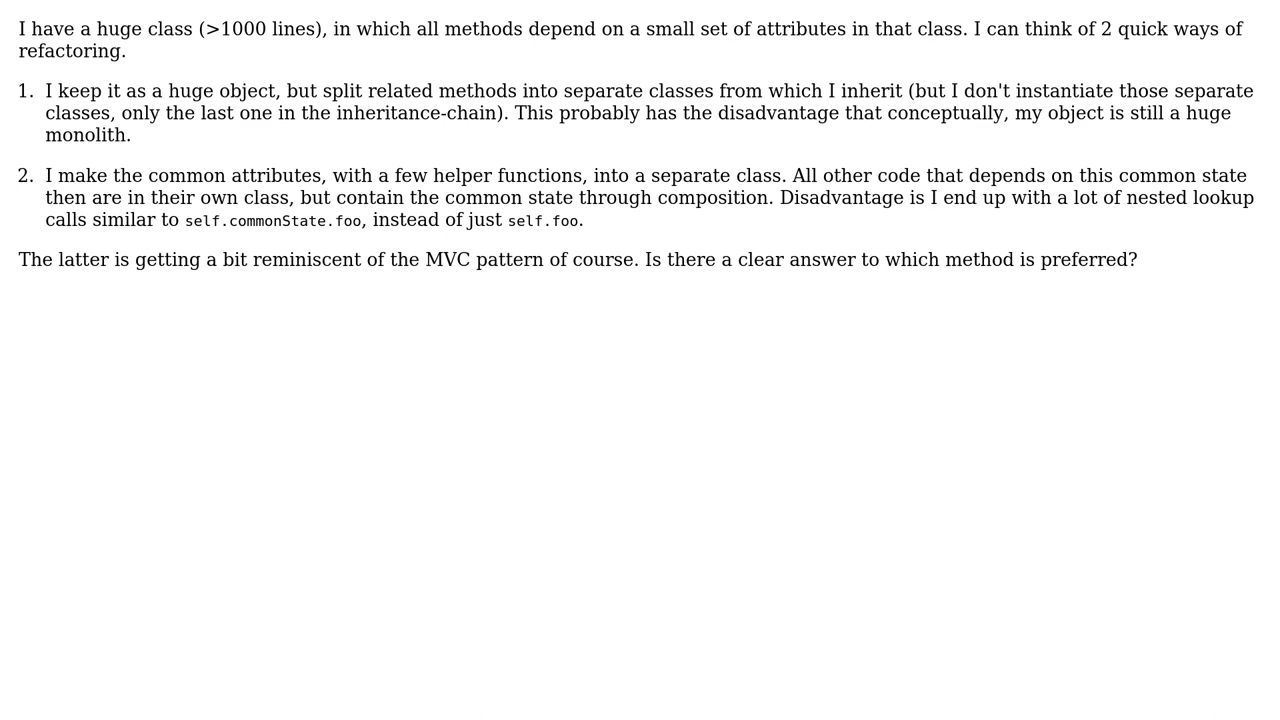 I have a huge class (>1000 lines), in which all methods depend on a small set of attributes in that class. I can think of 2 quick ways of
refactoring.
1. I keep it as a huge object, but split related methods into separate classes from which I inherit (but I don't instantiate those separate
classes, only the last one in the inheritance-chain). This probably has the disadvantage that conceptually, my object is still a huge
monolith.
2. I make the common attributes, with a few helper functions, into a separate class. All other code that depends on this common state
then are in their own class, but contain the common state through composition. Disadvantage is I end up with a lot of nested lookup
calls similar to self.commonState.foo, instead of just self.foo.
The latter is getting a bit reminiscent of the MVC pattern of course. Is there a clear answer to which method is preferred?